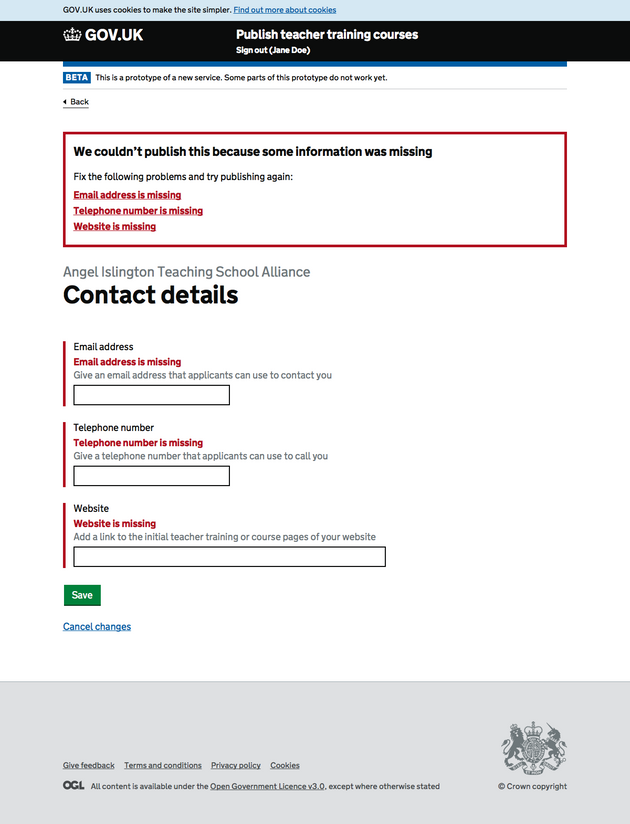 GOV.UK uses cookies to make the site simpler. Find out more about cookies
GOV.UK
Publish teacher training courses
Sign out (Jane Doe)
BETA This is a prototype of a new service. Some parts of this prototype do not work yet.
Back
We couldn’t publish this because some information was missing
Fix the following problems and try publishing again:
Email address is missing
Telephone number is missing
Website is missing
Angel Islington Teaching School Alliance
Contact details
Email address
Email address is missing
Give an email address that applicants can use to contact you
Telephone number
Telephone number is missing
Give a telephone number that applicants can use to call you
Website
Website is missing
Add a link to the initial teacher training or course pages of your website
Save
Cancel changes
Give feedback Terms and conditions Privacy policy Cookies
OGL All content is available under the Open Government Licence v3.0, except where otherwise stated
© Crown copyright